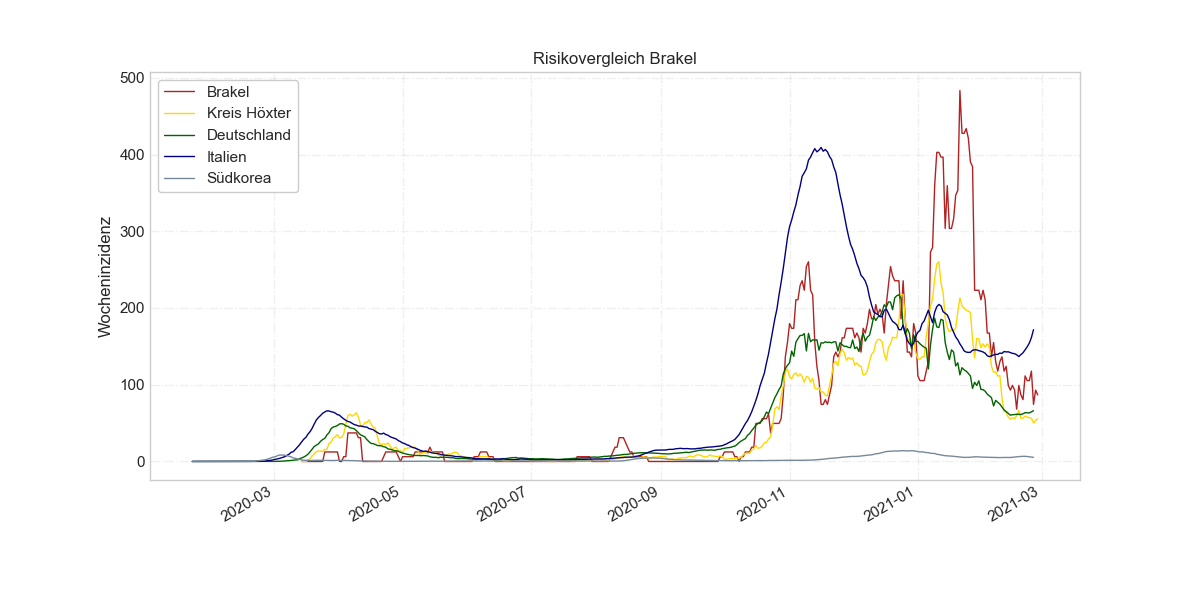 Risikovergleich Brakel
Wocheninzidenz
500
400
300
200
100
0
Brakel
Kreis Höxter
Deutschland
Italien
Südkorea
2020-03
2020-05
2020-07
2020-09
2020-11
2021-01
2021-03